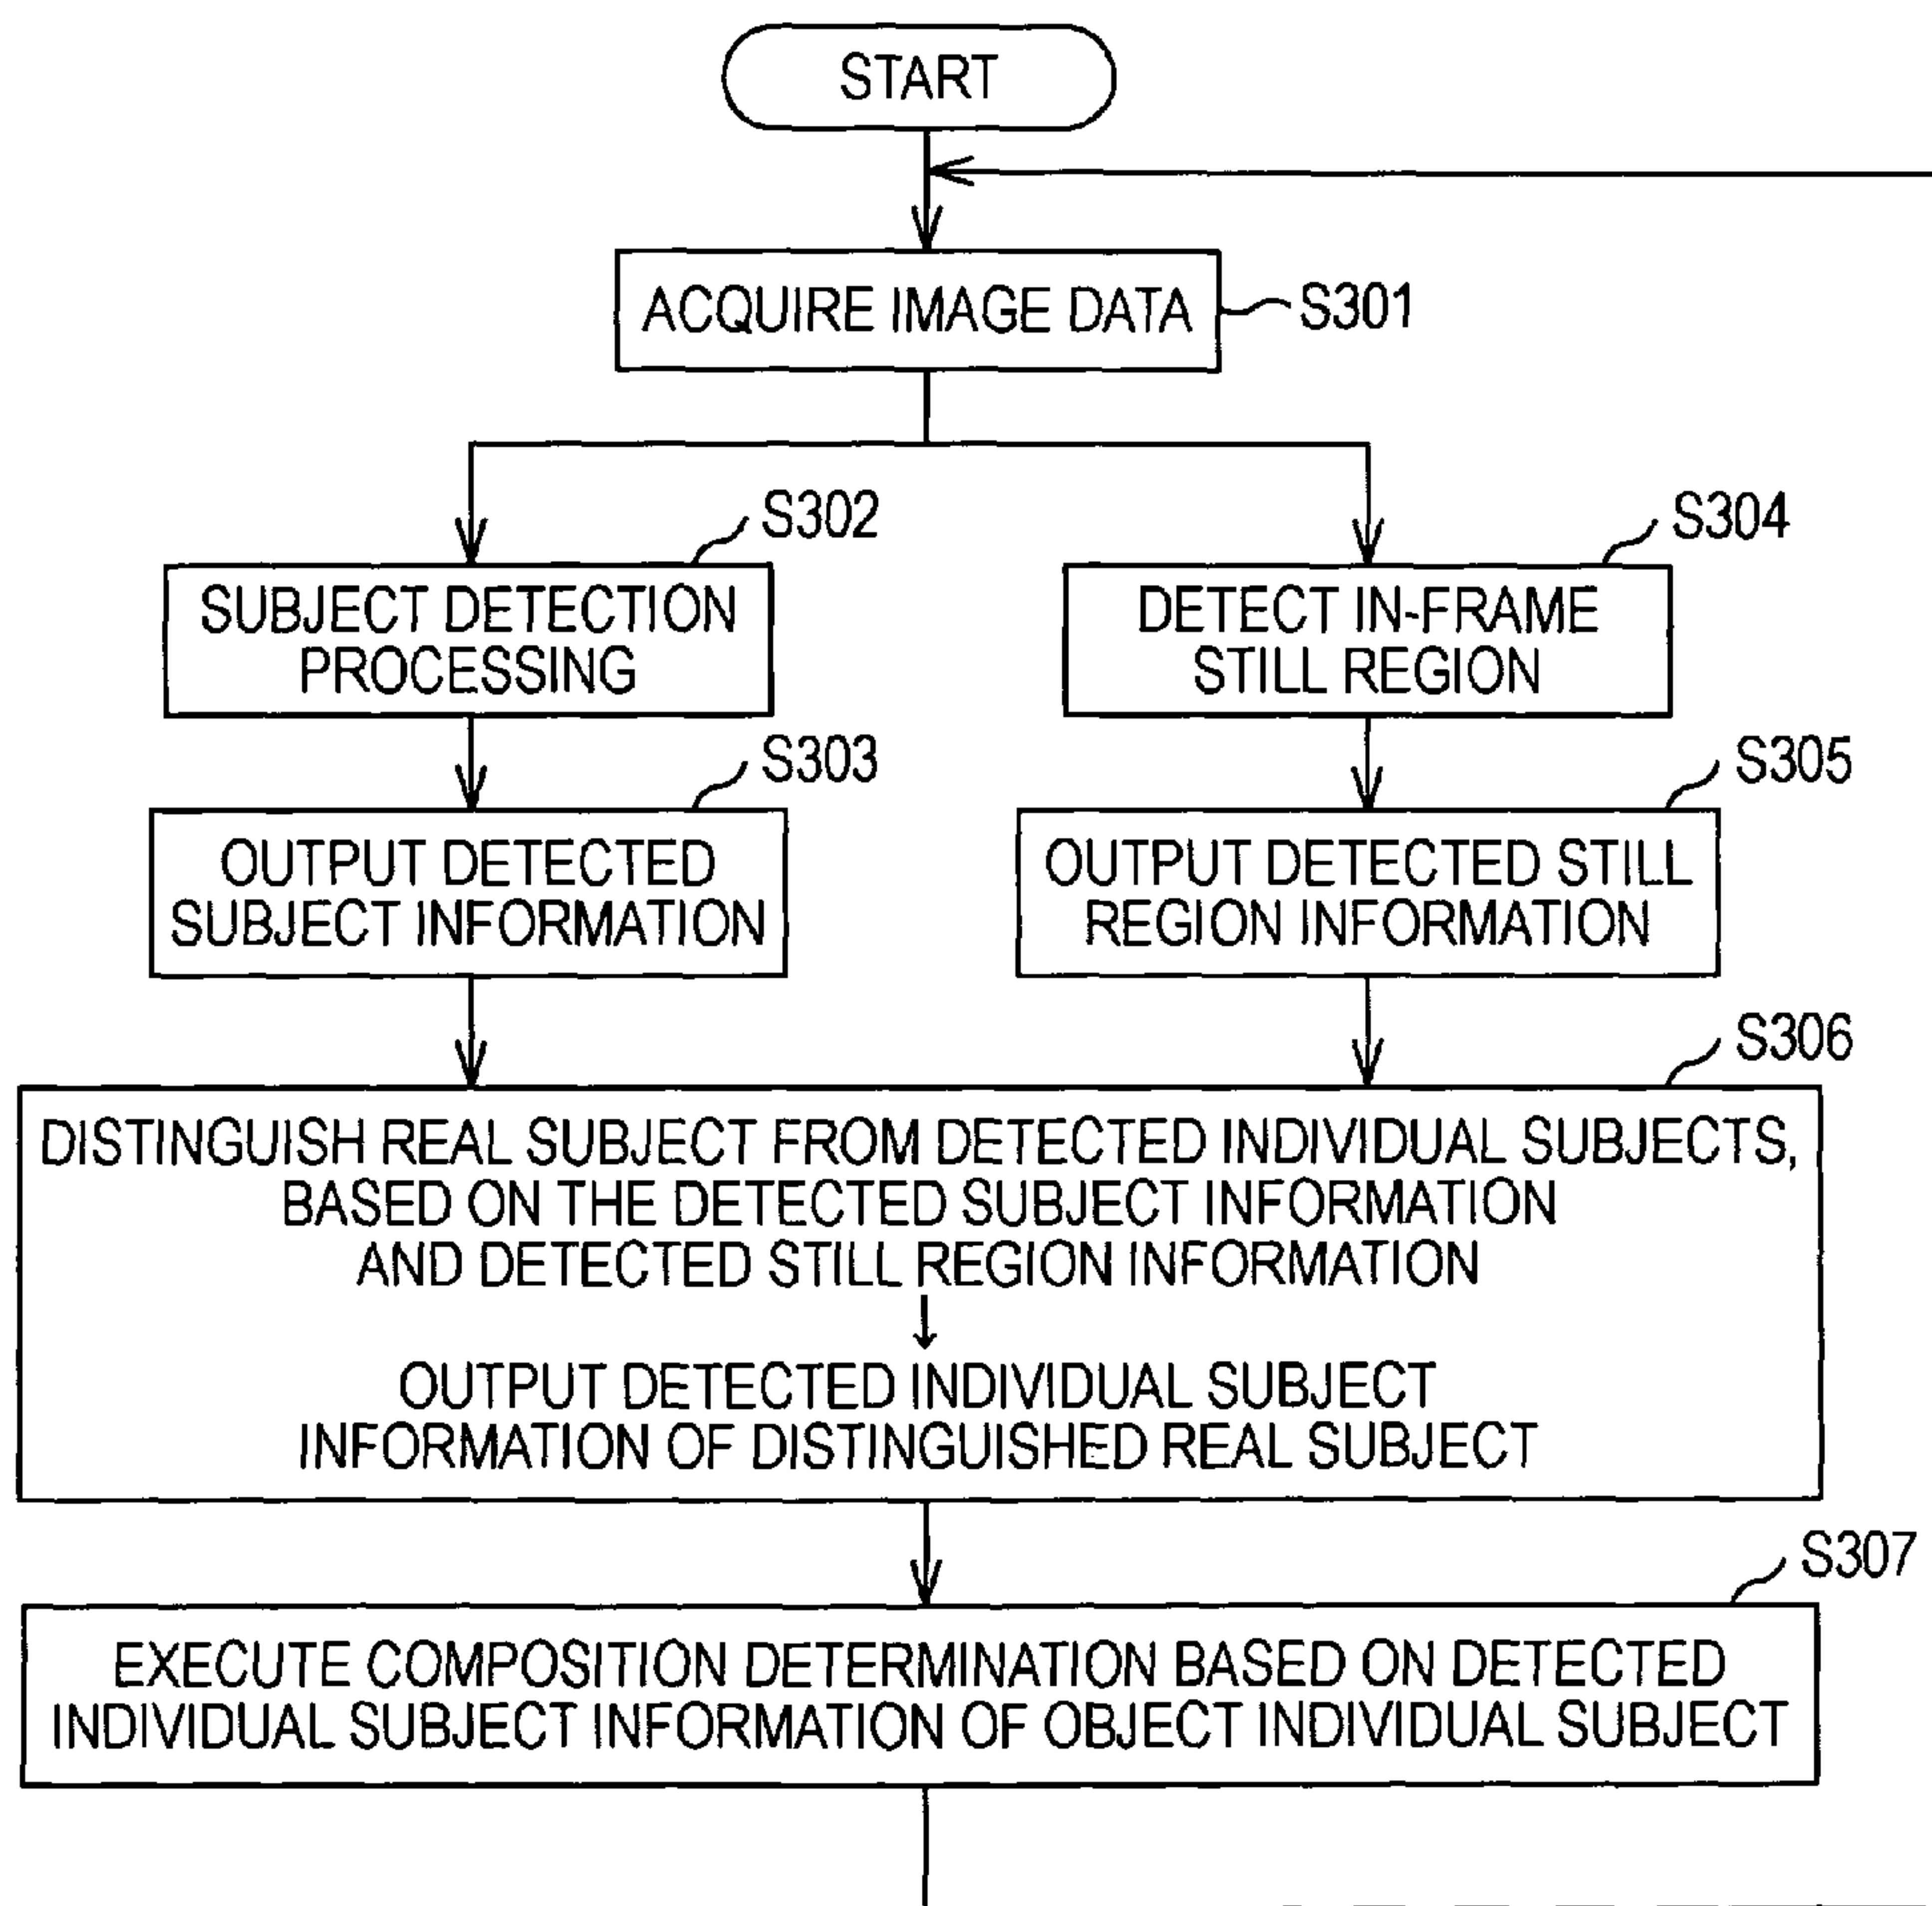 START
ACQUIRE IMAGE DATA
S301
S302
S304
SUBJECT DETECTION
PROCESSING
DETECT IN-FRAME
STILL REGION
S303
S305
OUTPUT DETECTED
SUBJECT INFORMATION
OUTPUT DETECTED STILL
REGION INFORMATION
S306
DISTINGUISH REAL SUBJECT FROM DETECTED INDIVIDUAL SUBJECTS,
BASED ON THE DETECTED SUBJECT INFORMATION
AND DETECTED STILL REGION INFORMATION
OUTPUT DETECTED INDIVIDUAL SUBJECT
INFORMATION OF DISTINGUISHED REAL SUBJECT
S307
EXECUTE COMPOSITION DETERMINATION BASED ON DETECTED
INDIVIDUAL SUBJECT INFORMATION OF OBJECT INDIVIDUAL SUBJECT